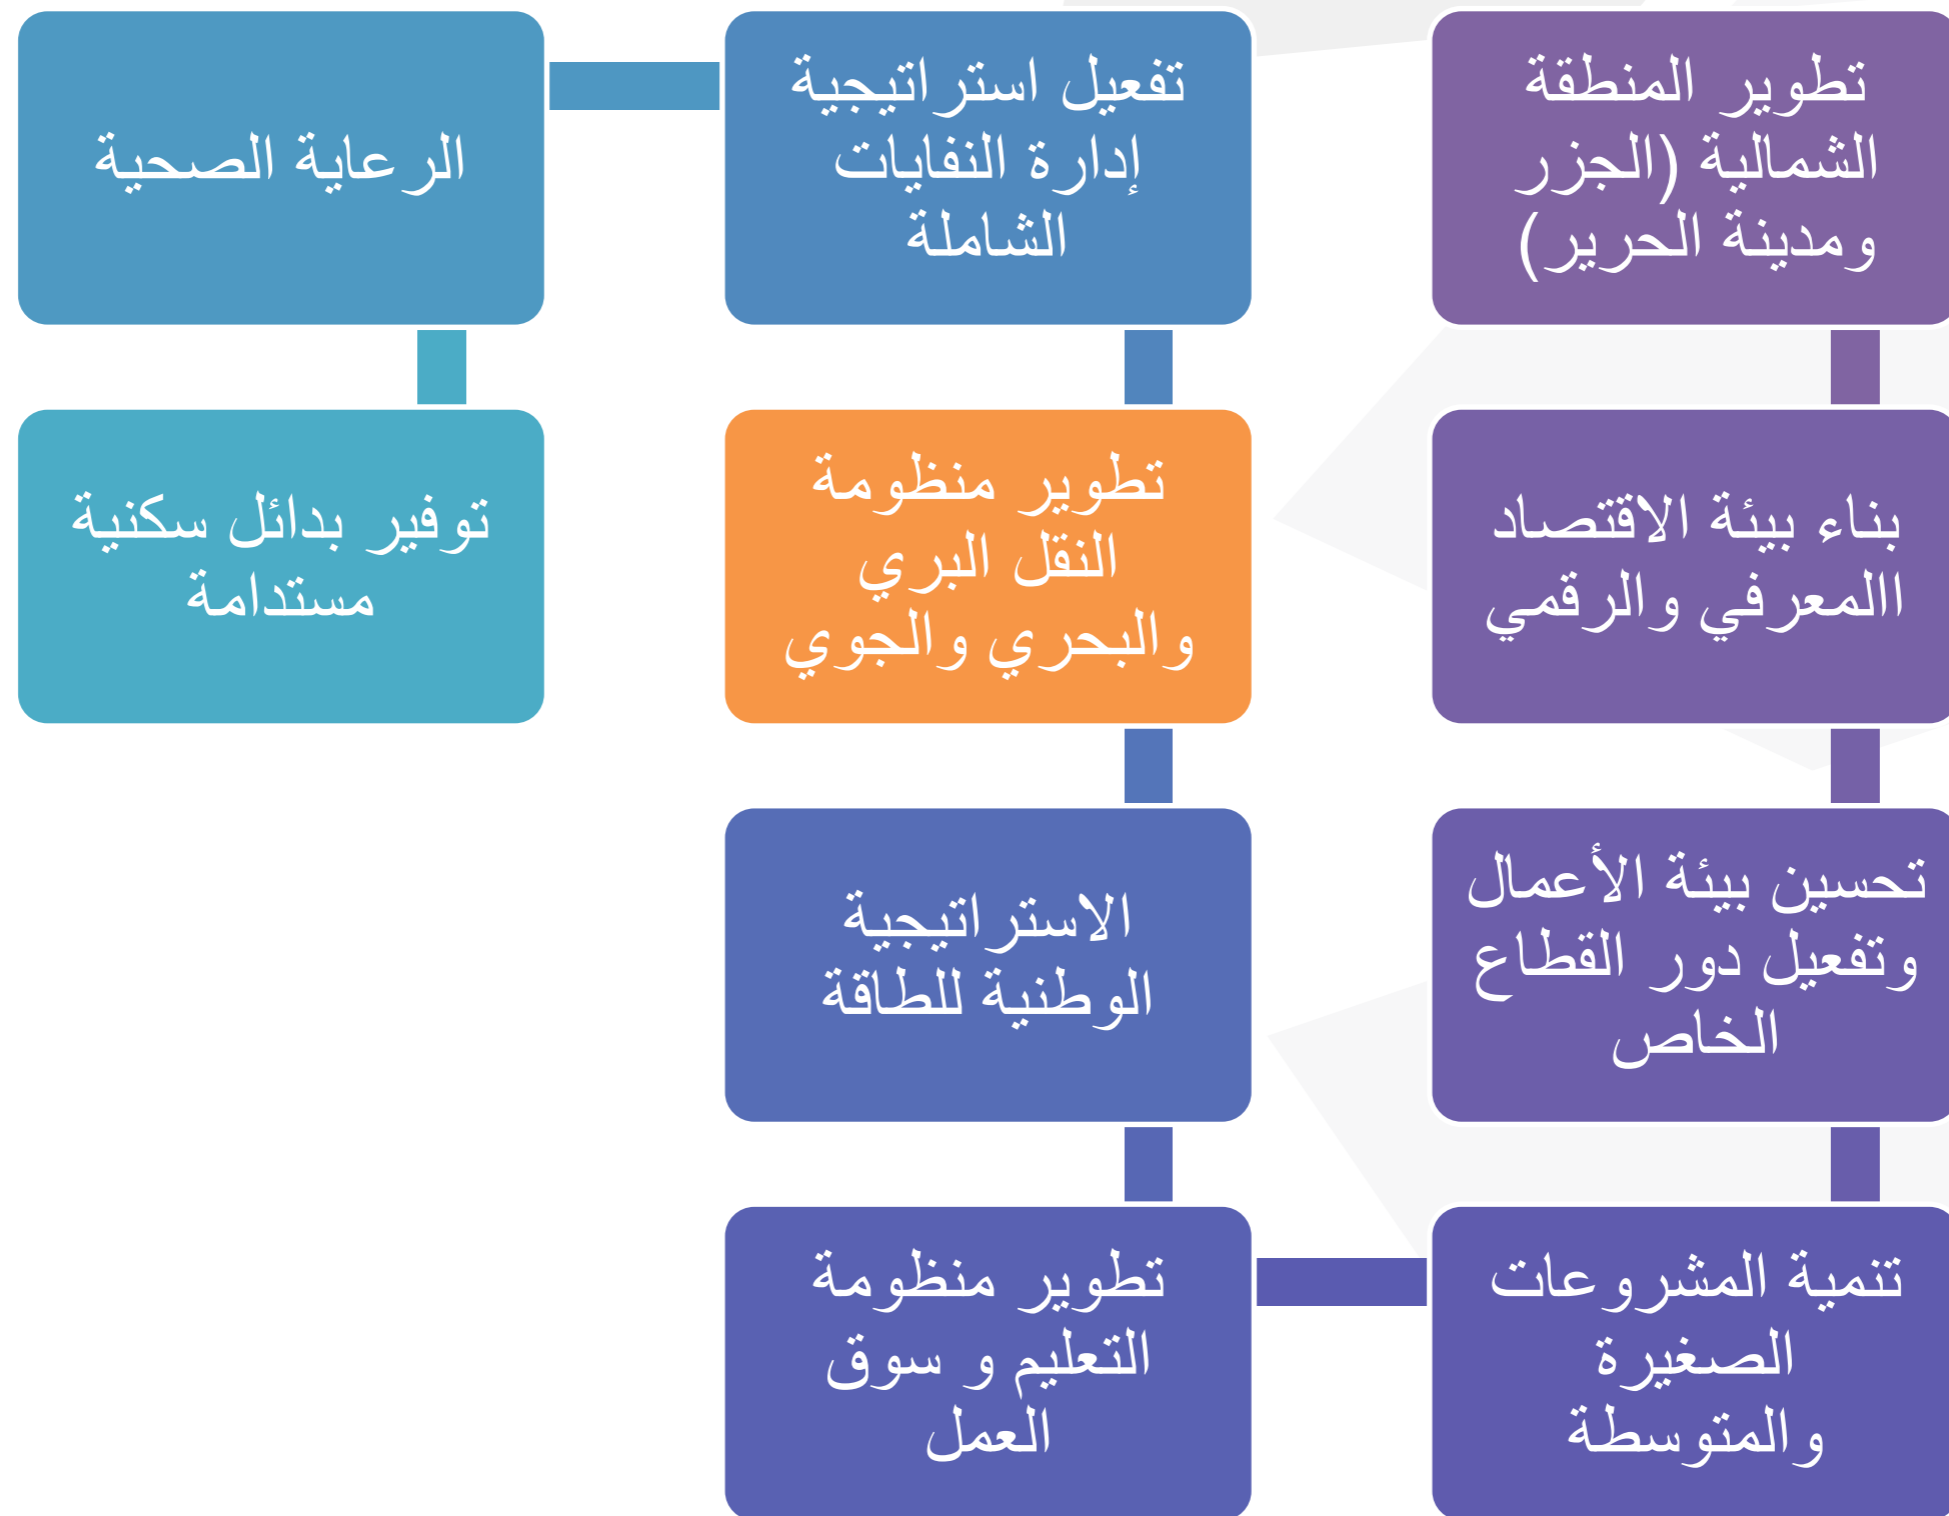 تطوير المنطقة
الشمالية (الجزر
ومدينة الحرير)
بناء بيئة الاقتصاد
االمعرفي والرقمي
تحسين بيئة الأعمال
وتفعيل دور القطاع
الخاص
تنمية المشروعات
الصغيرة
والمتوسطة
تطوير منظومة
التعليم و سوق
العمل
الاستراتيجية
الوطنية للطاقة
تطوير منظومة
النقل البري
والبحري والجوي
تفعيل استراتيجية
إدارة النفايات
الشاملة
الرعاية الصحية
توفير بدائل سكنية
مستدامة